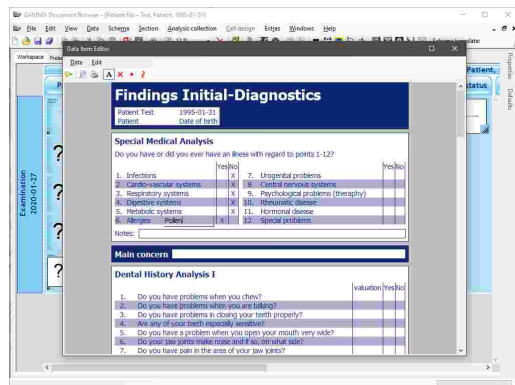 GAMMA Document Browser - [Patient file - Test, Patient, 1995-01-31]
File Edit View Data Schema Section Analysis collection Cell design Extras Windows Help
Workspace
Data Item Editor
Data Edit
Properties
Defaults
Patient,
status
Examination
2020-01-27
Findings Initial-Diagnostics
Patient Test 1995-01-31
Patient Date of birth
Special Medical Analysis
Do you have or did you ever have an illness with regard to points 1-12?
Yes No Yes No
1. Infections X 7. Urogenital problems
2. Cardio-vascular systems X 8. Central nervous systems
3. Respiratory systems X 9. Psychological problems (theraphy)
4. Digestive systems X 10. Rheumatic disease
5. Metabolic systems X 11. Hormonal disease
6. Allergies Pollen X 12. Special problems
Notes:
Main concern
Dental History Analysis I
valuation Yes No
1. Do you have problems when you chew?
2. Do you have problems when you are talking?
3. Do you have problems in closing your teeth properly?
4. Are any of your teeth especially sensitive?
5. Do you have a problem when you open your mouth very wide?
6. Do your jaw joints make noise and if so, on what side?
7. Do you have pain in the area of your jaw joints?